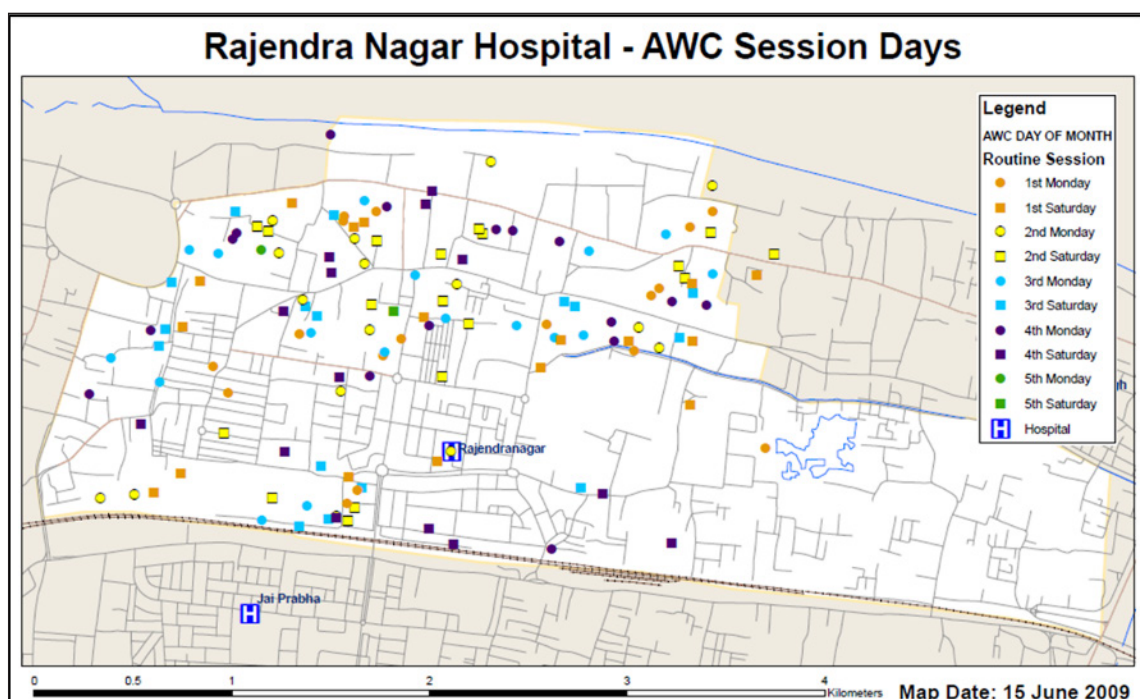 Rajendra Nagar Hospital - AWC Session Days
Legend
AWC DAY OF MONTH
Routine Session
1st Monday
1st Saturday
2nd Monday
2nd Saturday
3rd Monday
3rd Saturday
4th Monday
4th Saturday
5th Monday
5th Saturday
H Hospital
H Rajendranagar
Jai Prabha
H
0 0.5 1 2 3 4
Kilometers
Map Date: 15 June 2009